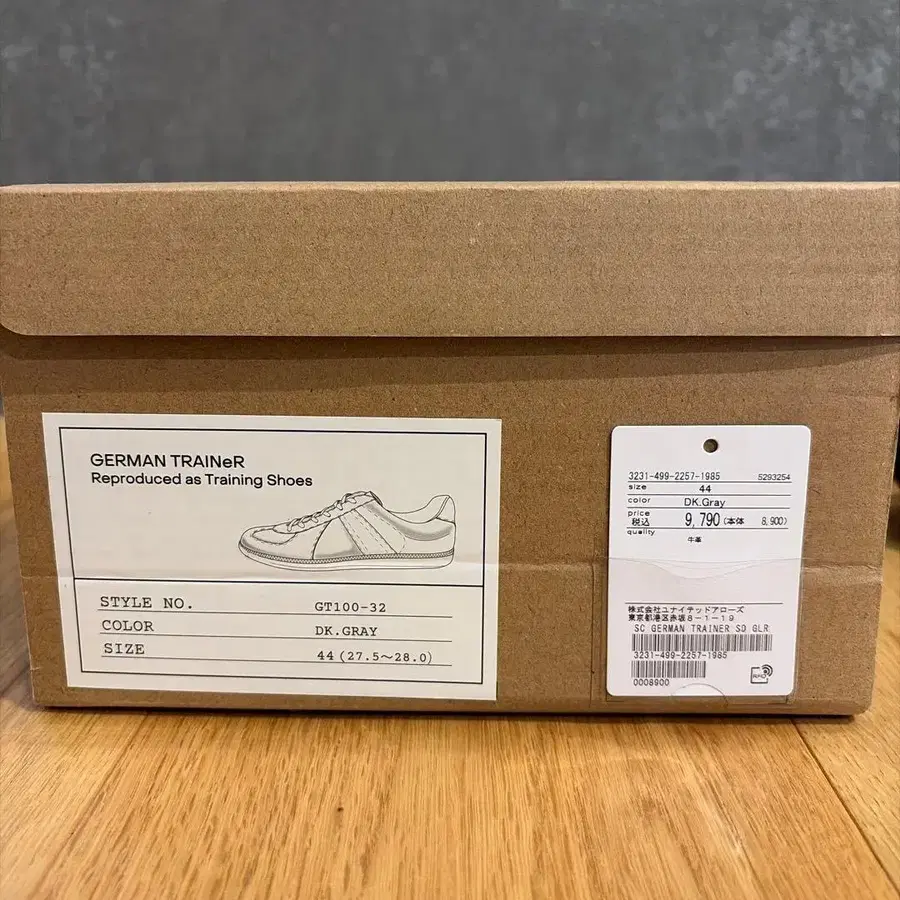 GERMAN TRAINeR
Reproduced as Training Shoes
STYLE NO. GT100-32
COLOR DK.GRAY
SIZE 44(27.5〜28.0)
3231-499-2257-1985 5293254
size 44
color DK.Gray
price
税込 9,790(本体 8,900)
quality
牛革
株式会社ユナイテッドアローズ
東京都港区赤坂8-1-19
SC GERMAN TRAINER SD GLR
3231-499-2257-1985
0008900
RFID